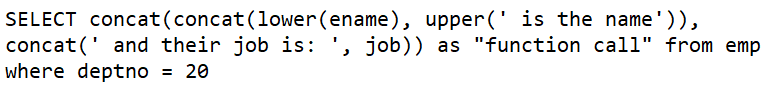 SELECT concat(concat(lower(ename), upper(' is the name')),
concat(' and their job is: ', job)) as "function call" from emp
where deptno = 20